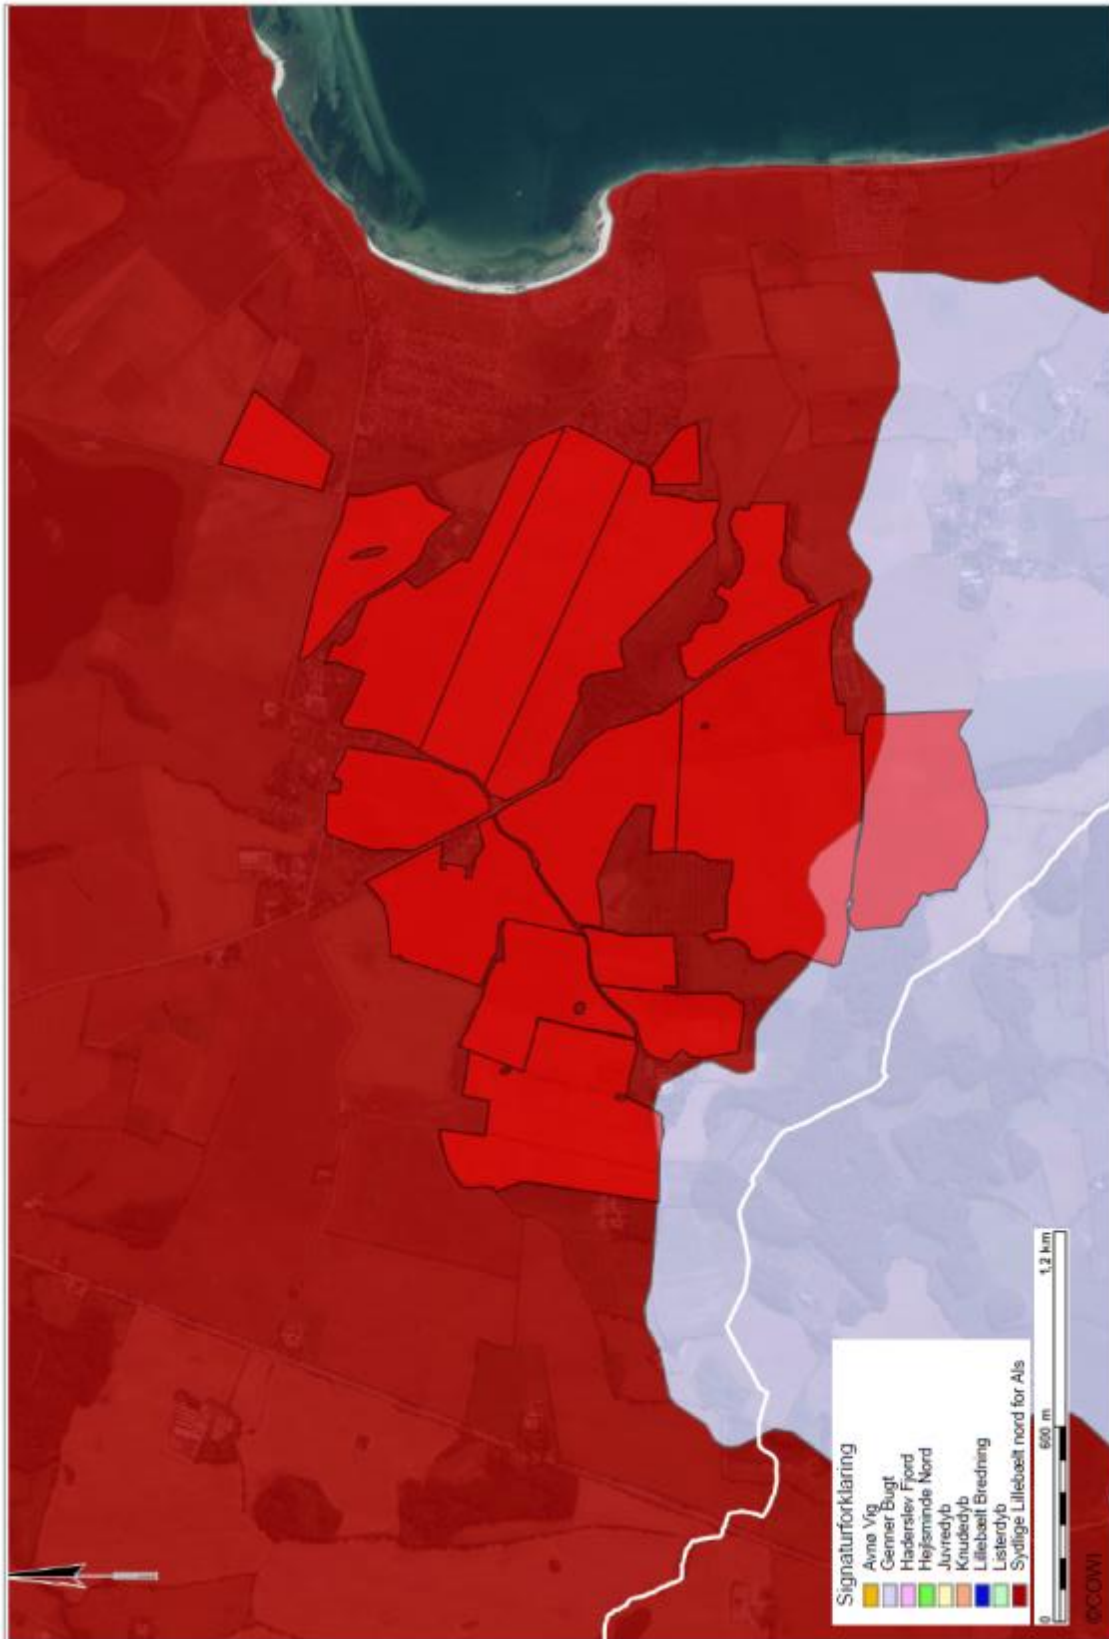 Signaturforklaring
Avnø Vig
Genner Bugt
Haderslev Fjord
Hejlsminde Nord
Juvredyb
Knudedyb
Lillebælt Bredning
Listerdyb
Sydlige Lillebælt nord for Als
0 600 m 1,2 km
©COWI